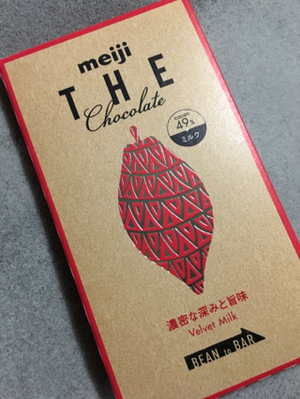 meiji
THE
Chocolate
cacao
49%
ミルク
濃密な深みと旨味
Velvet Milk
BEAN to BAR